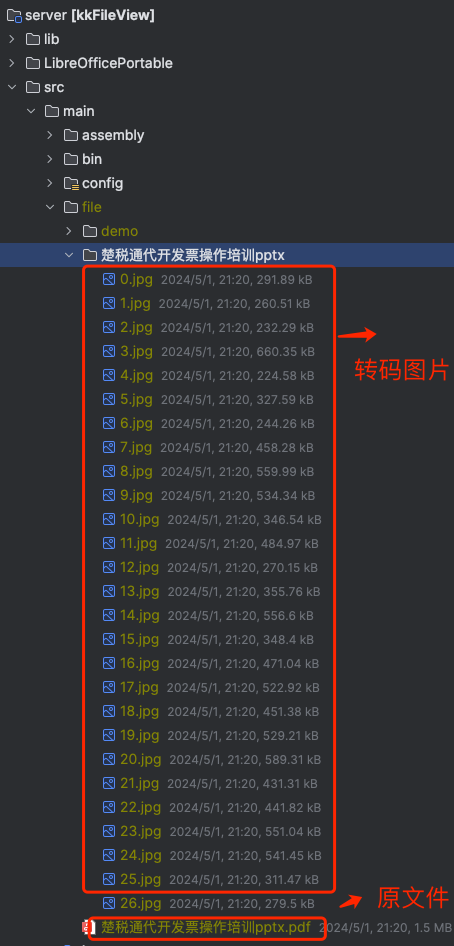 server [kkFileView]
lib
LibreOfficePortable
src
main
assembly
bin
config
file
demo
楚税通代开发票操作培训pptx
0.jpg 2024/5/1, 21:20, 291.89 kB
1.jpg 2024/5/1, 21:20, 260.51 kB
2.jpg 2024/5/1, 21:20, 232.29 kB
3.jpg 2024/5/1, 21:20, 660.35 kB
转码图片
4.jpg 2024/5/1, 21:20, 224.58 kB
5.jpg 2024/5/1, 21:20, 327.59 kB
6.jpg 2024/5/1, 21:20, 244.26 kB
7.jpg 2024/5/1, 21:20, 458.28 kB
8.jpg 2024/5/1, 21:20, 559.99 kB
9.jpg 2024/5/1, 21:20, 534.34 kB
10.jpg 2024/5/1, 21:20, 346.54 kB
11.jpg 2024/5/1, 21:20, 484.97 kB
12.jpg 2024/5/1, 21:20, 270.15 kB
13.jpg 2024/5/1, 21:20, 355.76 kB
14.jpg 2024/5/1, 21:20, 556.6 kB
15.jpg 2024/5/1, 21:20, 348.4 kB
16.jpg 2024/5/1, 21:20, 471.04 kB
17.jpg 2024/5/1, 21:20, 522.92 kB
18.jpg 2024/5/1, 21:20, 451.38 kB
19.jpg 2024/5/1, 21:20, 529.21 kB
20.jpg 2024/5/1, 21:20, 589.31 kB
21.jpg 2024/5/1, 21:20, 431.31 kB
22.jpg 2024/5/1, 21:20, 441.82 kB
23.jpg 2024/5/1, 21:20, 551.04 kB
24.jpg 2024/5/1, 21:20, 541.45 kB
25.jpg 2024/5/1, 21:20, 311.47 kB
26.jpg 2024/5/1, 21:20, 279.5 kB
原文件
楚税通代开发票操作培训pptx.pdf 2024/5/1, 21:20, 1.5 MB